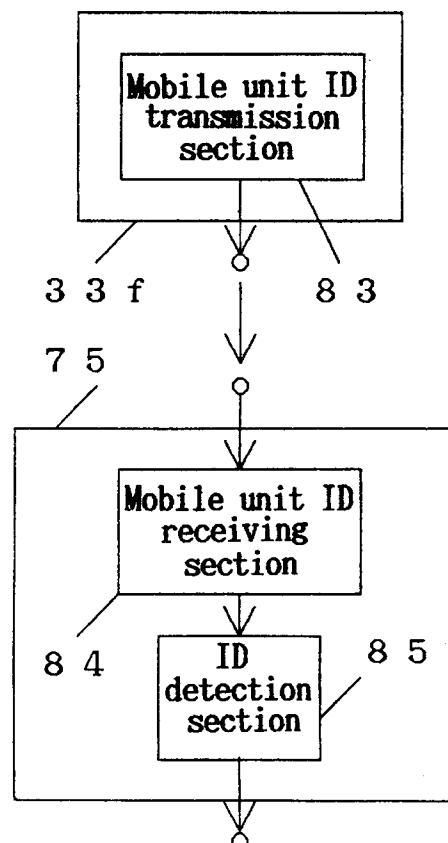 Mobile unit ID
transmission
section
3 3 f
8 3
7 5
Mobile unit ID
receiving
section
8 4
ID
detection
section
8 5